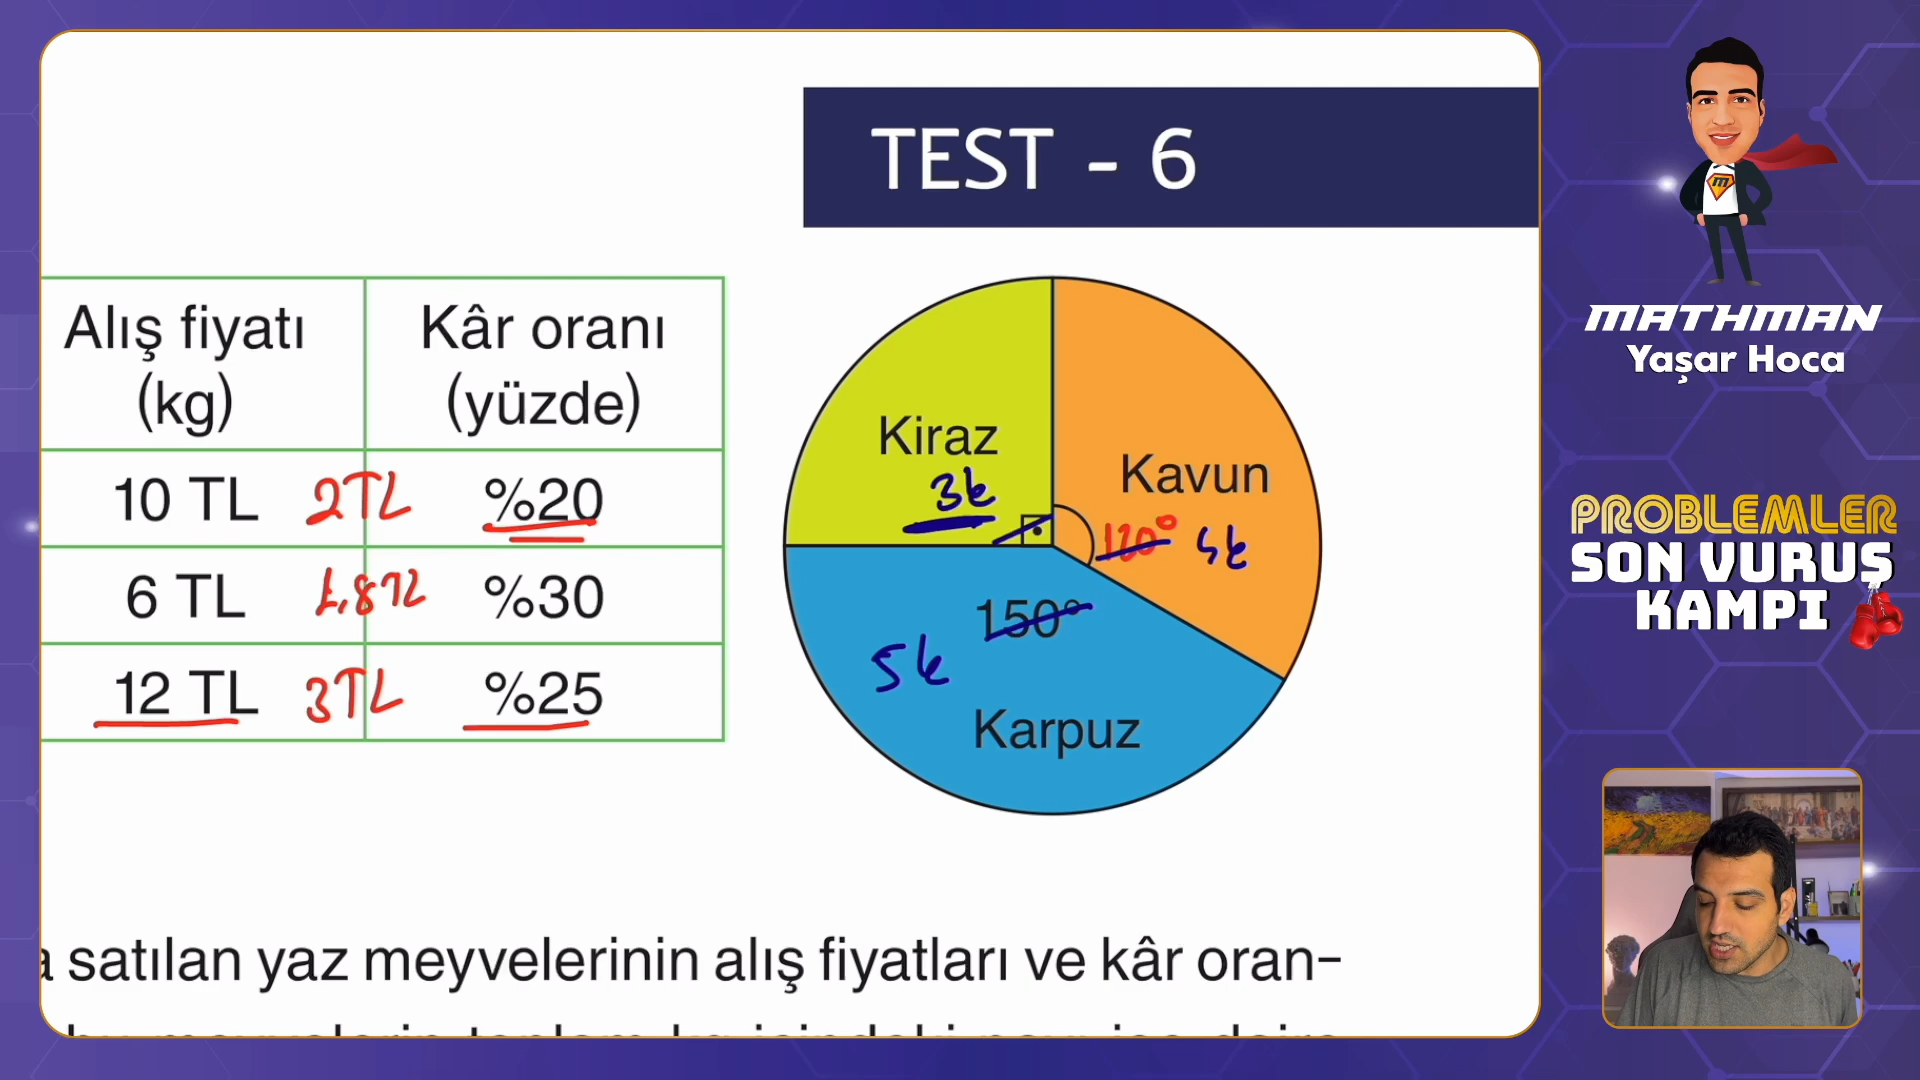 TEST - 6
Alış fiyatı
(kg)
Kâr oranı
(yüzde)
10 TL 2TL %20
6 TL 1,8TL %30
12 TL 3TL %25
Kiraz
3k
Kavun
120° 4k
150°
5k
Karpuz
satılan yaz meyvelerinin alış fiyatları ve kâr oran-
MATHMAN
Yaşar Hoca
PROBLEMLER
SON VURUŞ
KAMPI